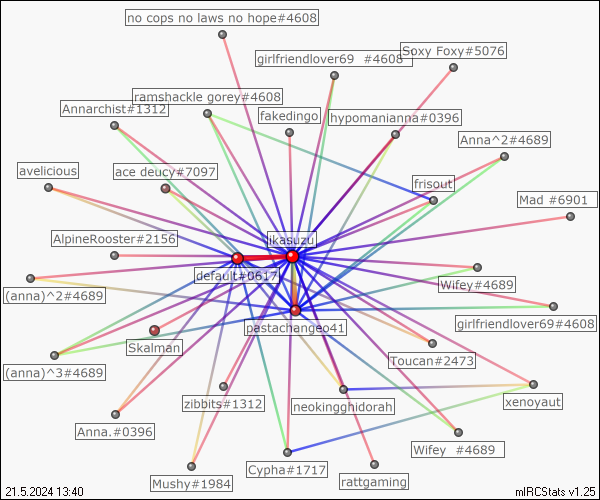 no cops no laws no hope#4608
girlfriendlover69 #4608
Soxy Foxy#5076
ramshackle gorey#4608
Annarchist#1312
fakedingo
hypomanianna#0396
Anna^2#4689
avelicious
ace deucy#7097
frisout
Mad #6901
AlpineRooster#2156
jkasuzu
default#0617
Wifey#4689
(anna)^2#4689
pastachangeo41
girlfriendlover69#4608
Skalman
Toucan#2473
(anna)^3#4689
zibbits#1312
neokingghidorah
xenoyaut
Anna.#0396
Wifey #4689
Mushy#1984
Cypha#1717
rattgaming
21.5.2024 13:40
mIRCStats v1.25